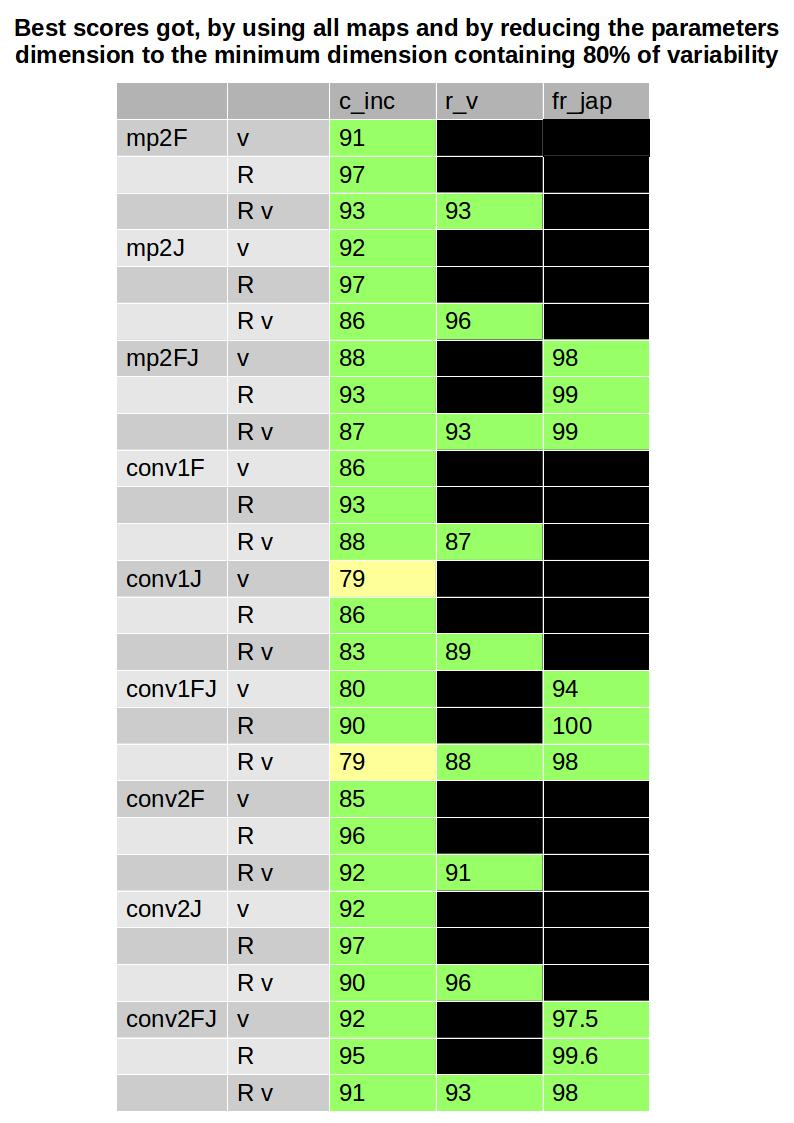 Best scores got, by using all maps and by reducing the parameters
dimension to the minimum dimension containing 80% of variability
c_inc r_v fr_jap
mp2F v 91
R 97
R v 93 93
mp2J v 92
R 97
R v 86 96
mp2FJ v 88 98
R 93 99
R v 87 93 99
conv1F v 86
R 93
R v 88 87
conv1J v 79
R 86
R v 83 89
conv1FJ v 80 94
R 90 100
R v 79 88 98
conv2F v 85
R 96
R v 92 91
conv2J v 92
R 97
R v 90 96
conv2FJ v 92 97.5
R 95 99.6
R v 91 93 98